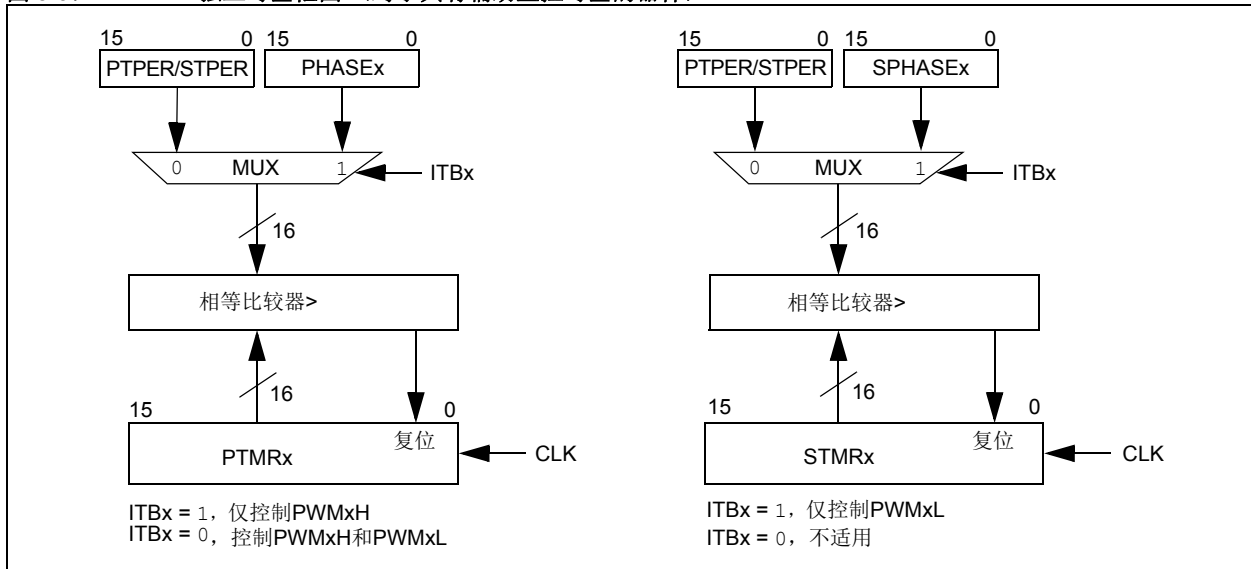 15 0 15 0
PTPER/STPER PHASEx
0 MUX 1 ITBx
16
相等比较器>
16
15 0
复位
PTMRx CLK
ITBx = 1，仅控制PWMxH
ITBx = 0，控制PWMxH和PWMxL
15 0 15 0
PTPER/STPER SPHASEx
0 MUX 1 ITBx
16
相等比较器>
16
15 0
复位
STMRx CLK
ITBx = 1，仅控制PWMxL
ITBx = 0，不适用